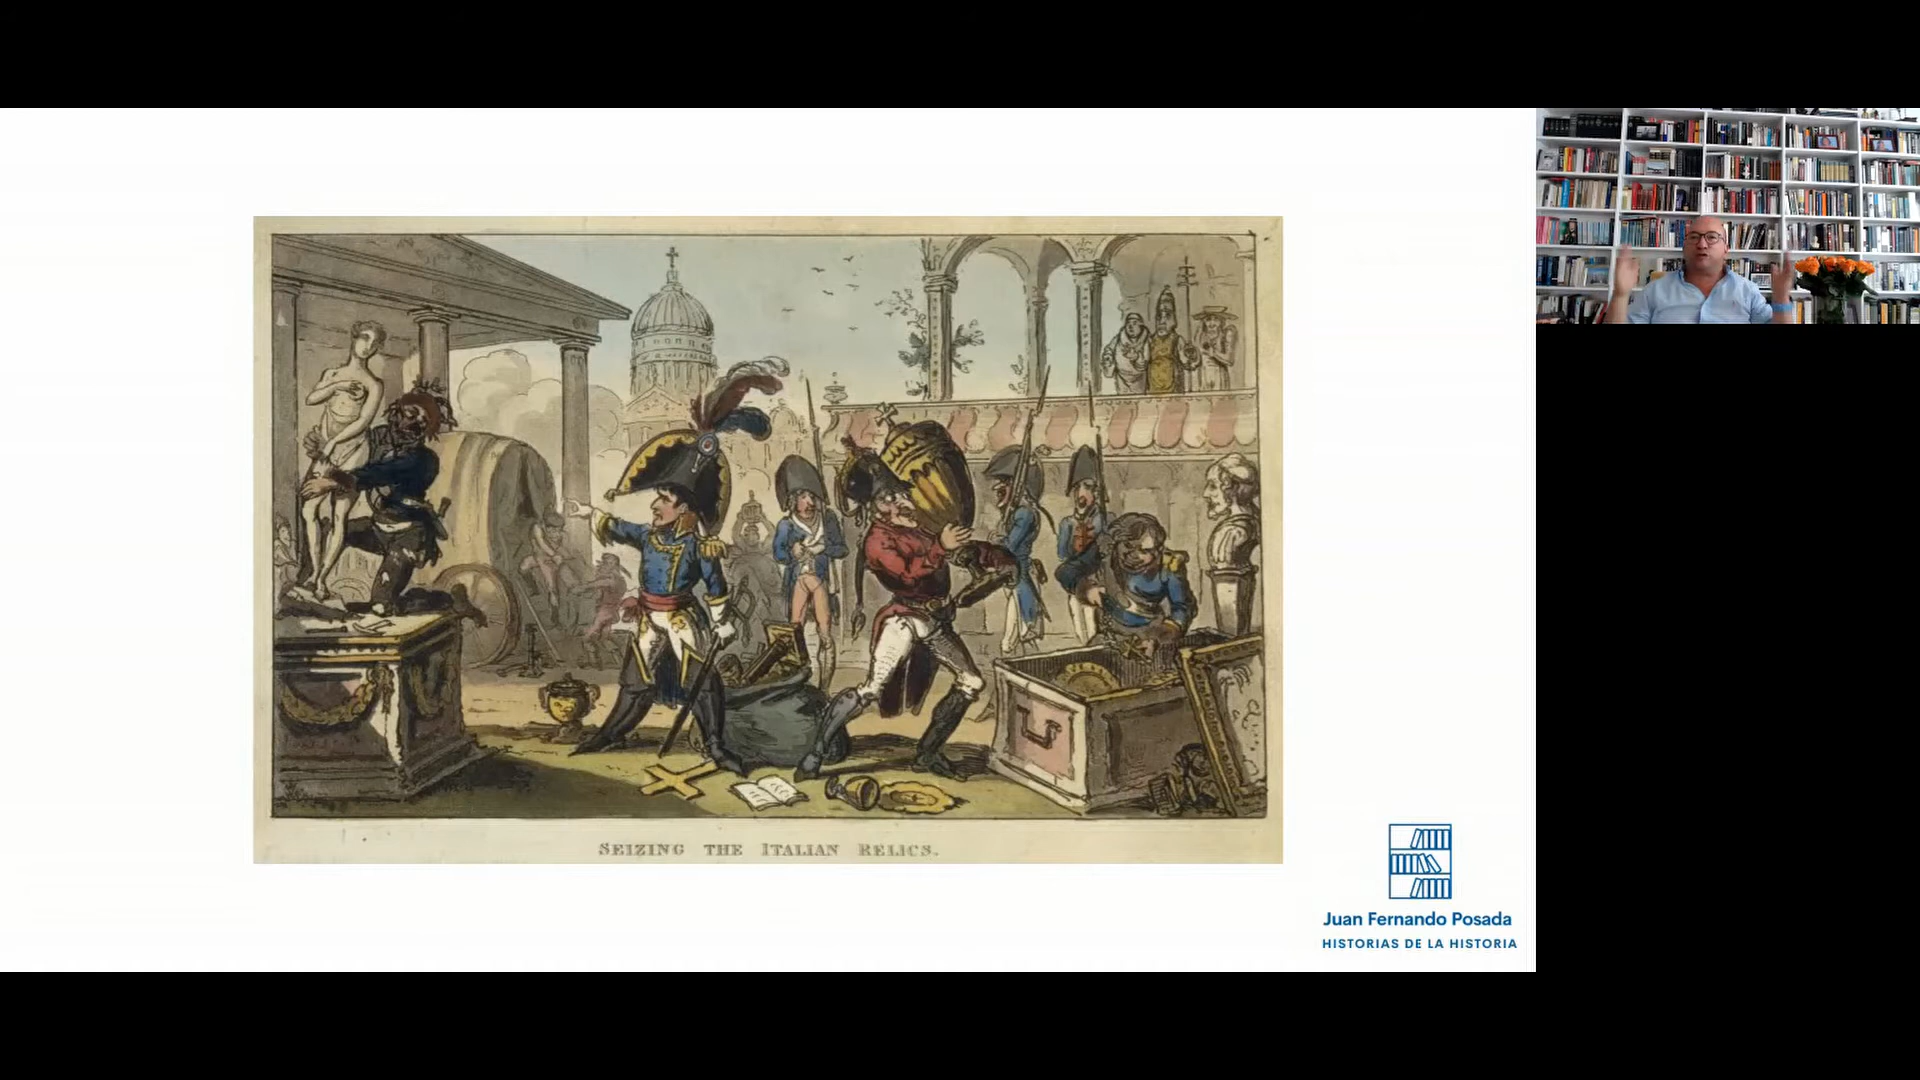 SEIZING THE ITALIAN RELICS.
Juan Fernando Posada
HISTORIAS DE LA HISTORIA